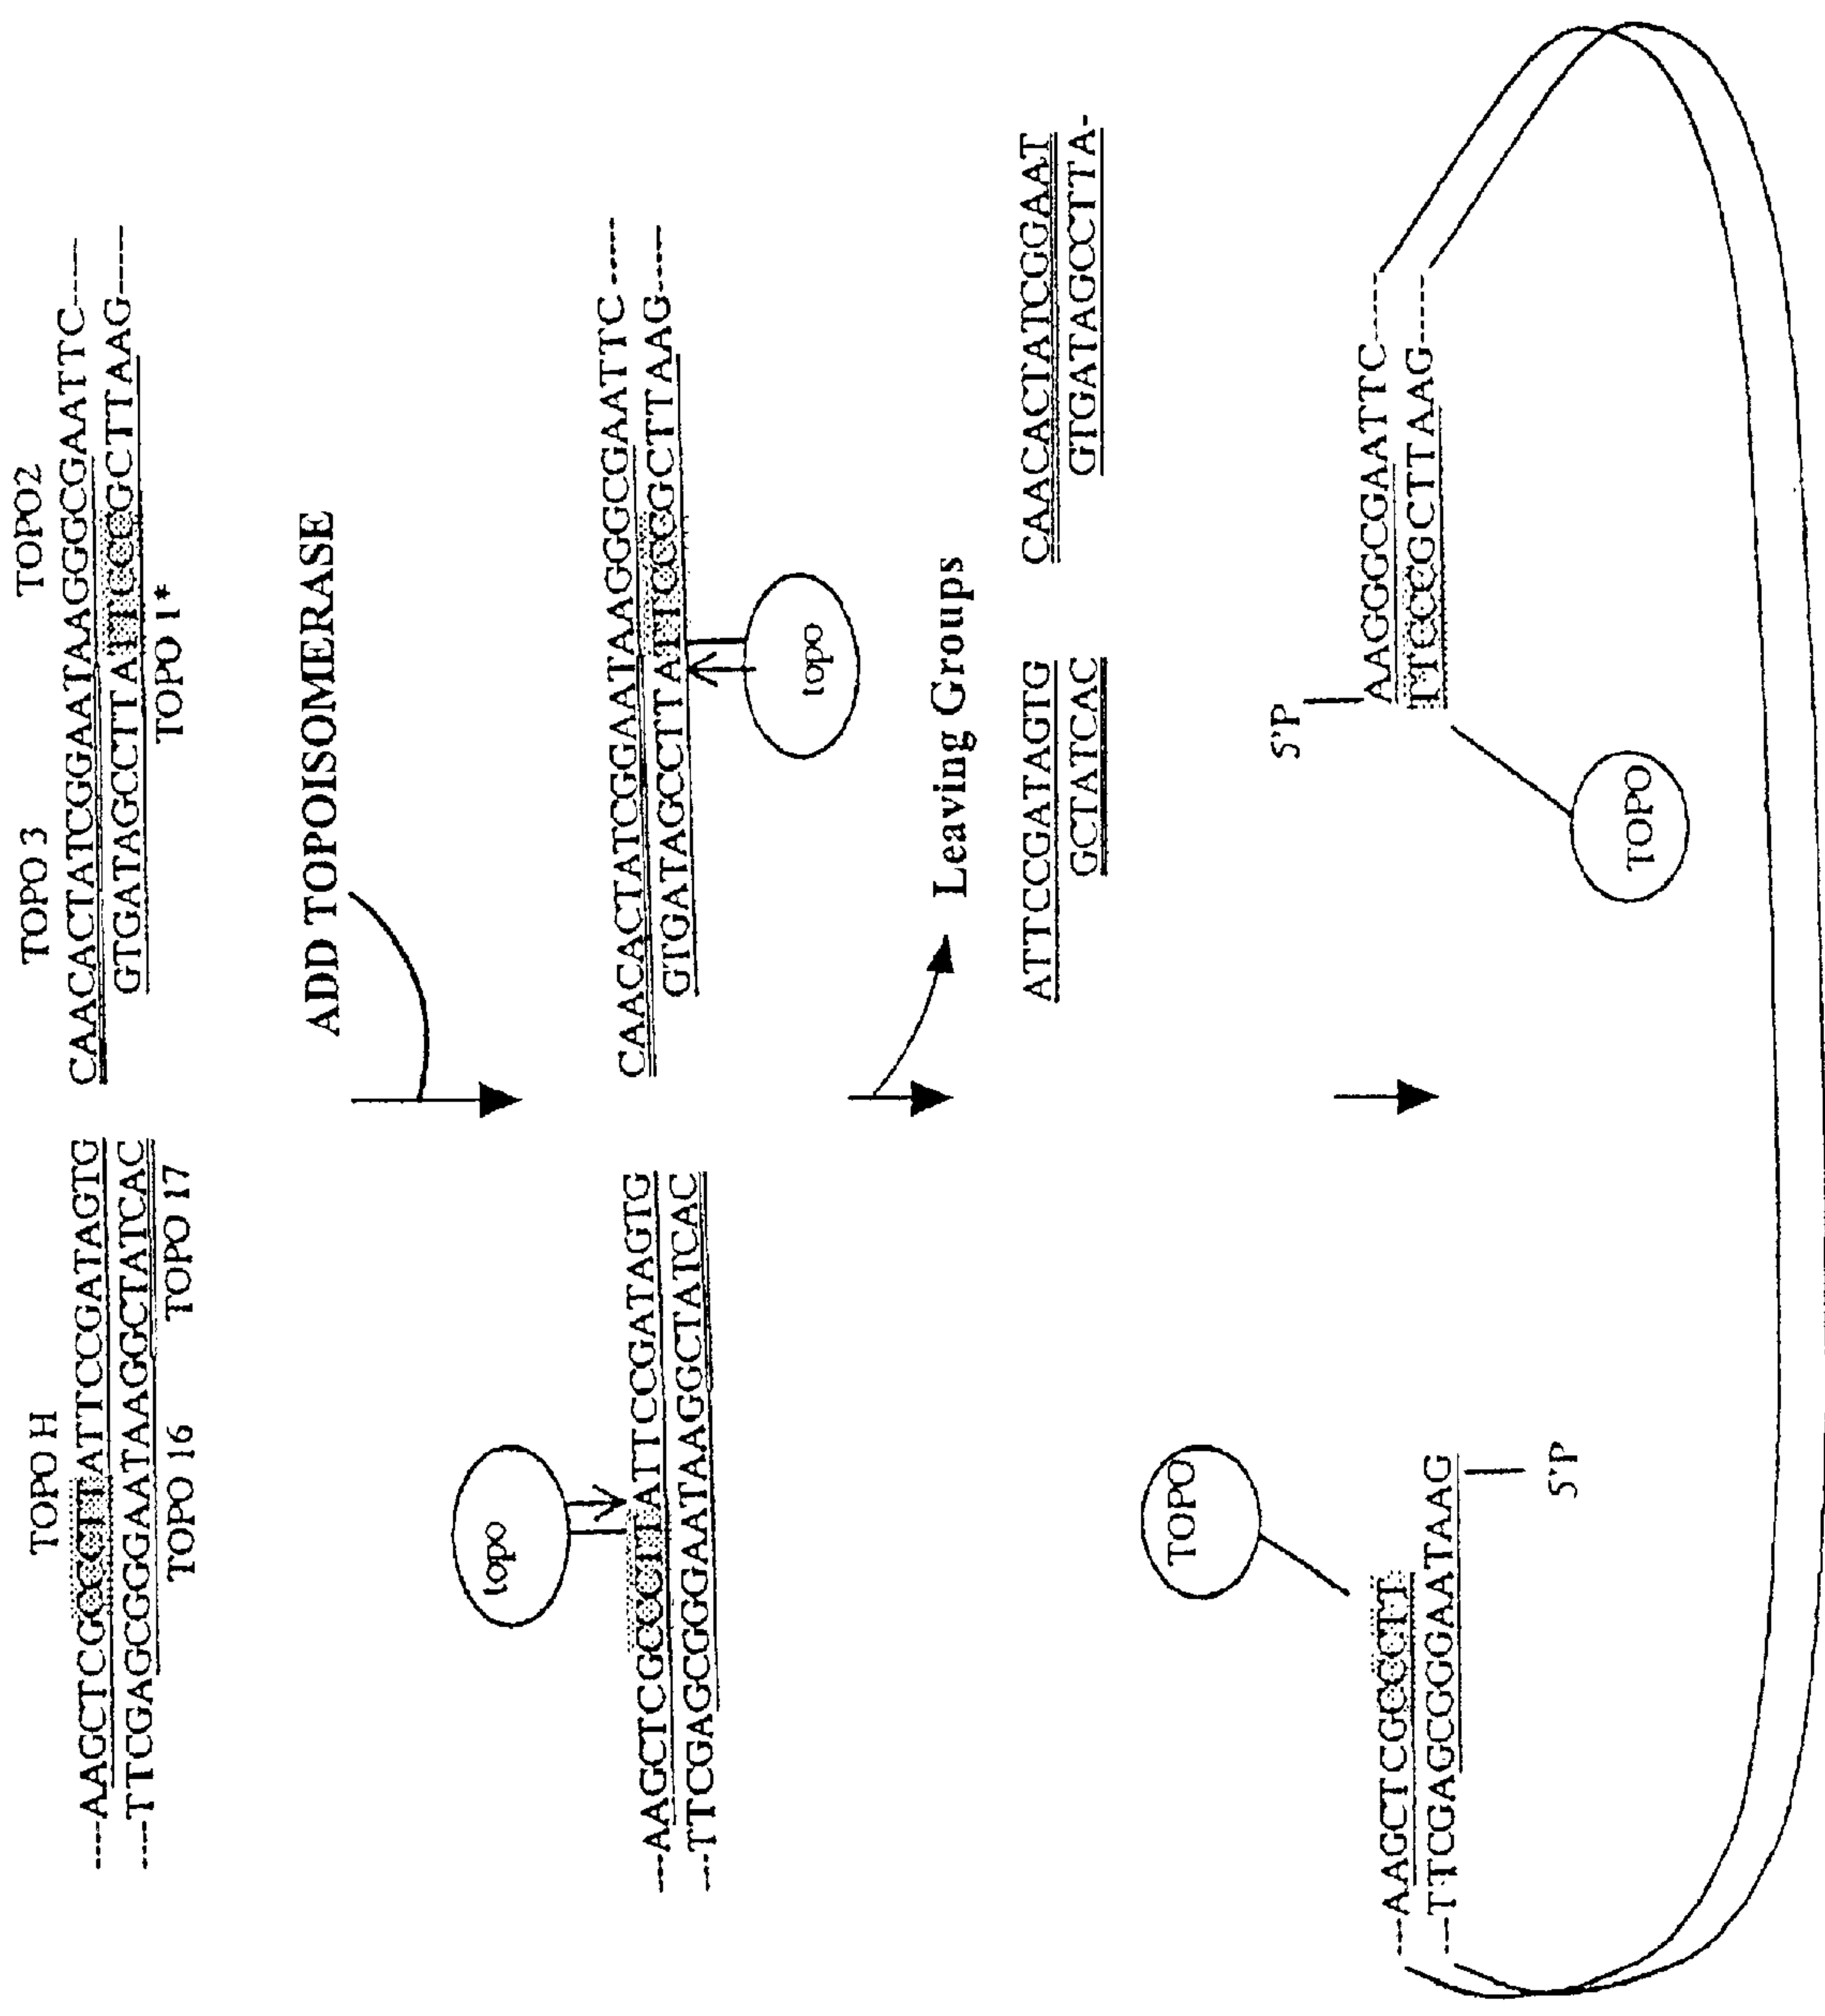 TOPO H
TOPO 3
TOPO2
----AAGCTCGCCCTTATTCCGATAGTG
CAACACTATCGGAATAAGGGCGAATTC-----
----TTCGAGCGGGAATAAGGCTATCAC
GTGATAGCCTTATTCCCGCTTAAG-----
TOPO 16
TOPO 17
TOPO 1*
ADD TOPOISOMERASE
topo
---AAGCTCGCCCTTATTCCGATAGTG
CAACACTATCGGAATAAGGGCGAATTC -----
---TTCGAGCGGGAATAAGGCTATCAC
GTGATAGCCTTATTCCCGCTTAAG-----
topo
Leaving Groups
ATTCCGATAGTG
CAACACTATCGGAAT
GCTATCAC
GTGATAGCCTTA-
TOPO
5'P
---AAGCTCGCCCTT
AAGGGCGAATTC-----
---TTCGAGCGGGAATAAG
TTCCCGCTTAAG-----
5'P
TOPO